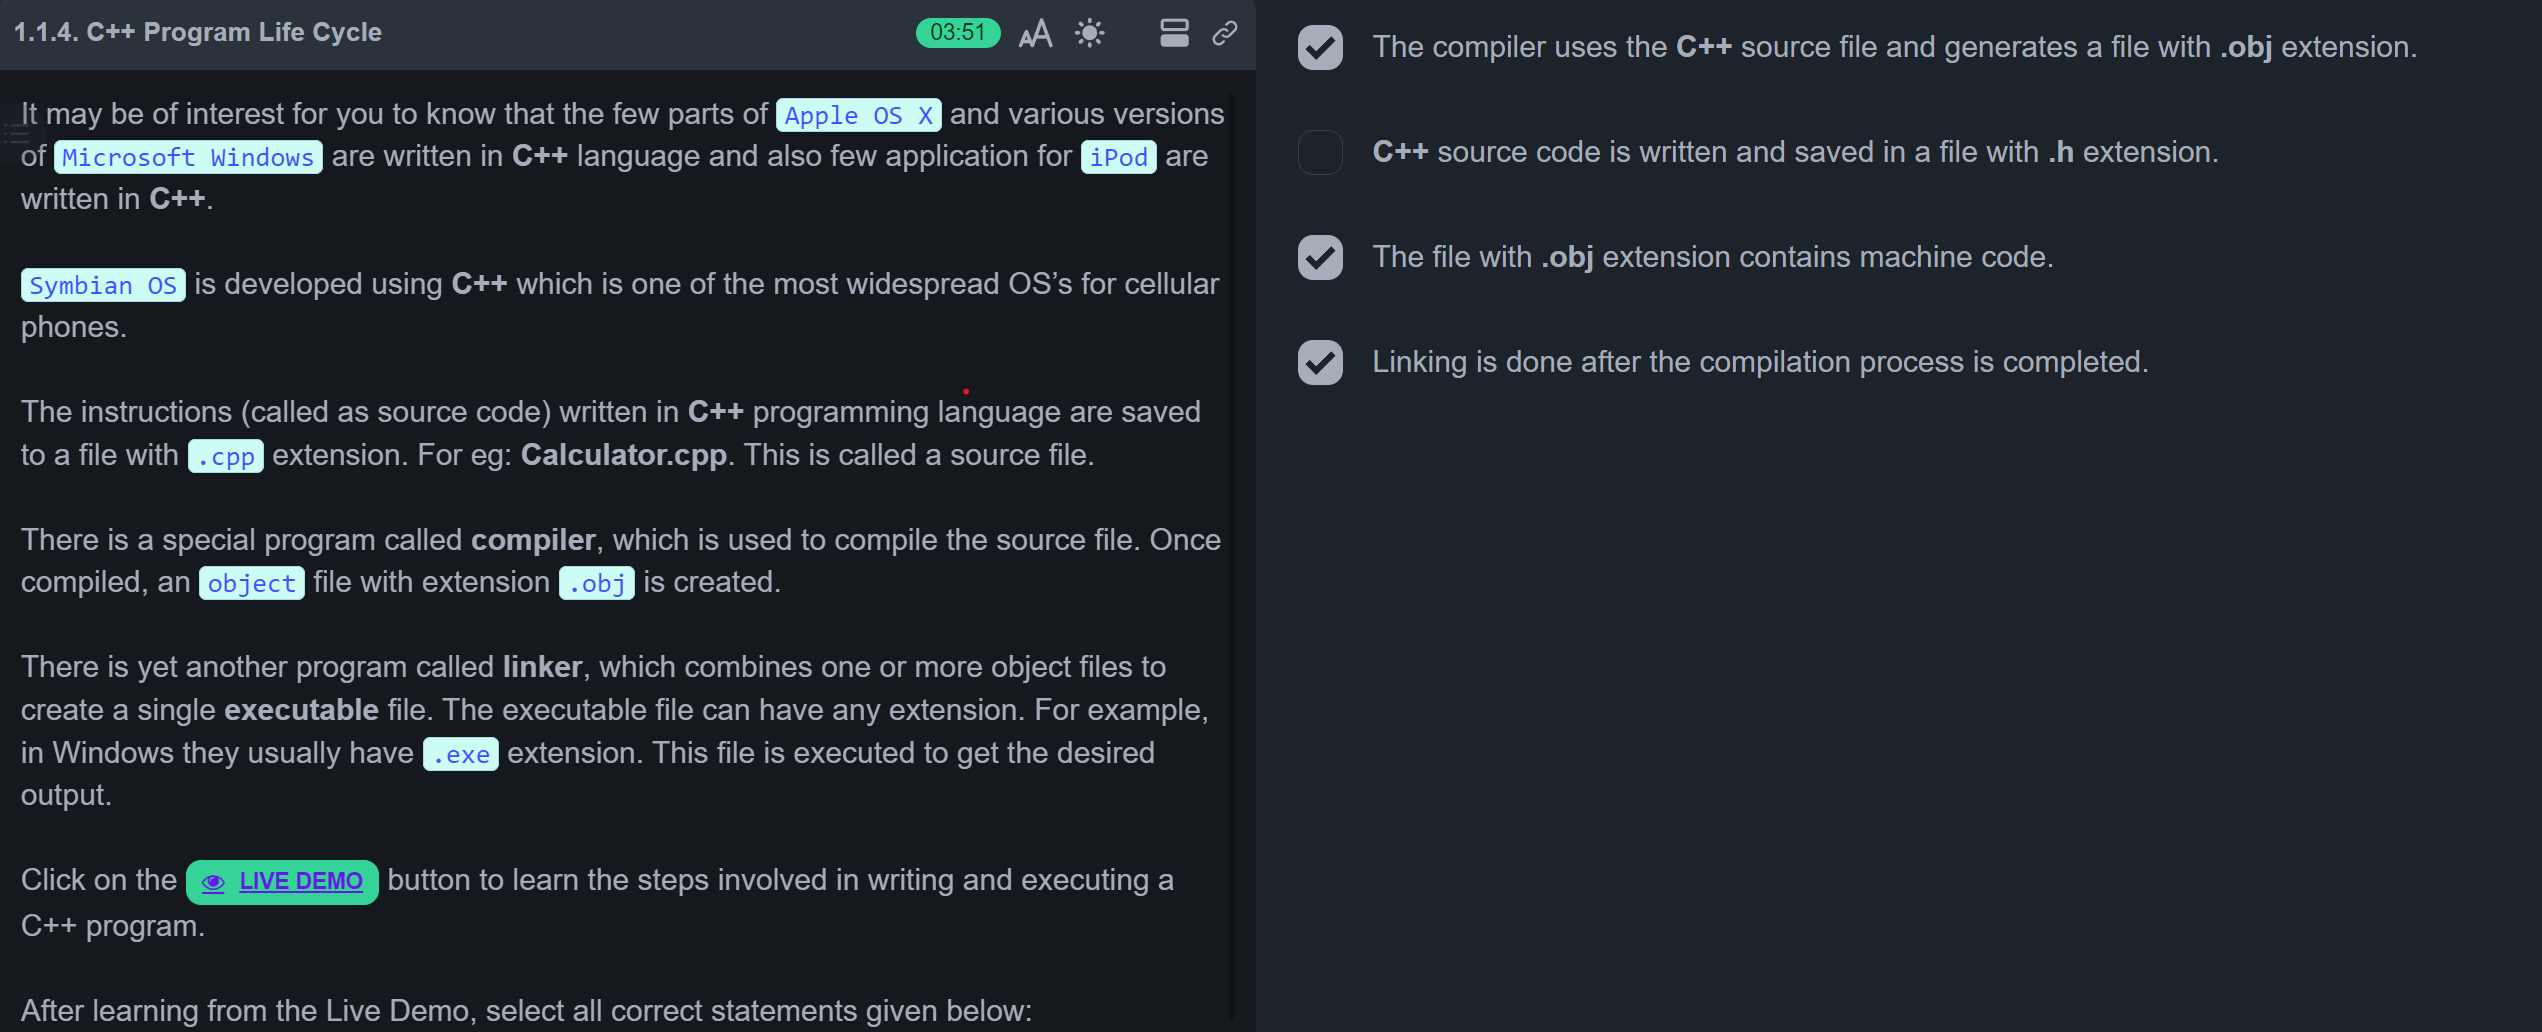 1.1.4. C++ Program Life Cycle
03:51
It may be of interest for you to know that the few parts of Apple OS X and various versions
of Microsoft Windows are written in C++ language and also few application for iPod are
written in C++.
Symbian OS is developed using C++ which is one of the most widespread OS’s for cellular
phones.
The instructions (called as source code) written in C++ programming language are saved
to a file with .cpp extension. For eg: Calculator.cpp. This is called a source file.
There is a special program called compiler, which is used to compile the source file. Once
compiled, an object file with extension .obj is created.
There is yet another program called linker, which combines one or more object files to
create a single executable file. The executable file can have any extension. For example,
in Windows they usually have .exe extension. This file is executed to get the desired
output.
Click on the LIVE DEMO button to learn the steps involved in writing and executing a
C++ program.
After learning from the Live Demo, select all correct statements given below:
The compiler uses the C++ source file and generates a file with .obj extension.
C++ source code is written and saved in a file with .h extension.
The file with .obj extension contains machine code.
Linking is done after the compilation process is completed.